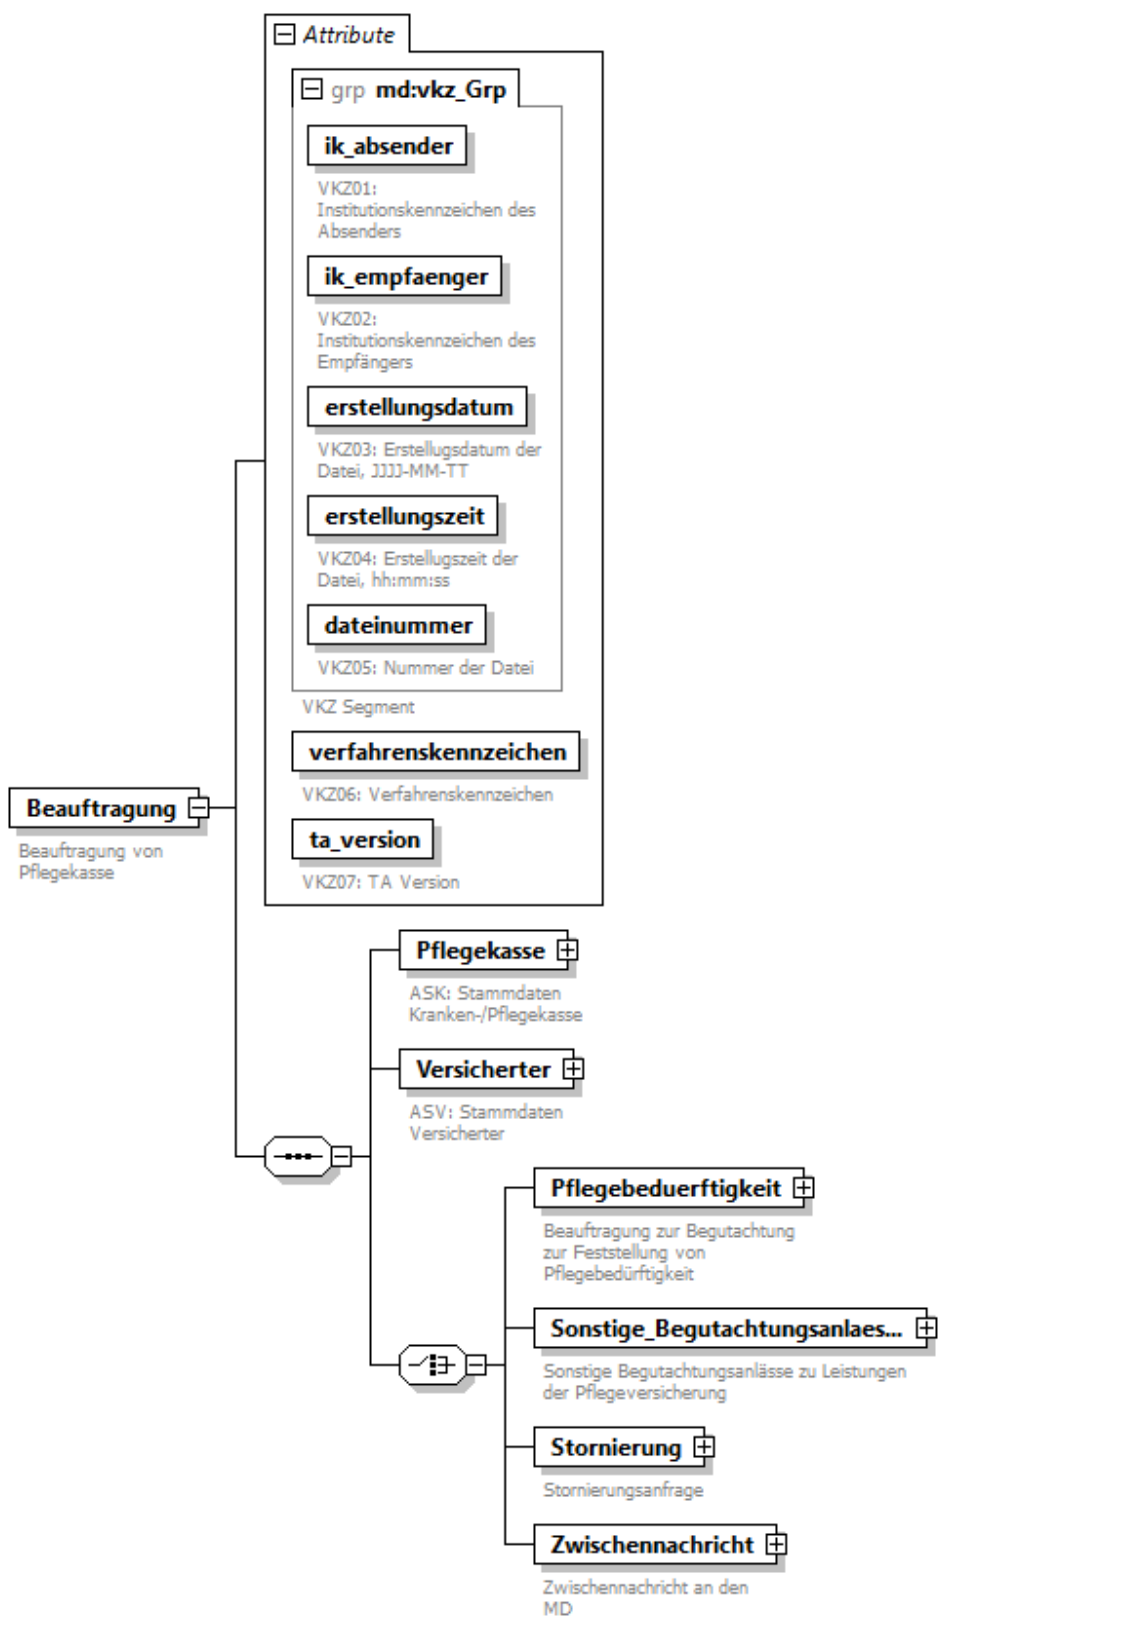 Attribute
grp md:vkz_Grp
ik_absender
VKZ01:
Institutionskennzeichen des
Absenders
ik_empfaenger
VKZ02:
Institutionskennzeichen des
Empfängers
erstellungsdatum
VKZ03: Erstellugsdatum der
Datei, JJJJ-MM-TT
erstellungszeit
VKZ04: Erstellugszeit der
Datei, hh:mm:ss
dateinummer
VKZ05: Nummer der Datei
VKZ Segment
verfahrenskennzeichen
VKZ06: Verfahrenskennzeichen
ta_version
VKZ07: TA Version
Beauftragung
Beauftragung von
Pflegekasse
Pflegekasse
ASK: Stammdaten
Kranken-/Pflegekasse
Versicherter
ASV: Stammdaten
Versicherter
Pflegebeduerftigkeit
Beauftragung zur Begutachtung
zur Feststellung von
Pflegebedürftigkeit
Sonstige_Begutachtungsanlaes...
Sonstige Begutachtungsanlässe zu Leistungen
der Pflegeversicherung
Stornierung
Stornierungsanfrage
Zwischennachricht
Zwischennachricht an den
MD